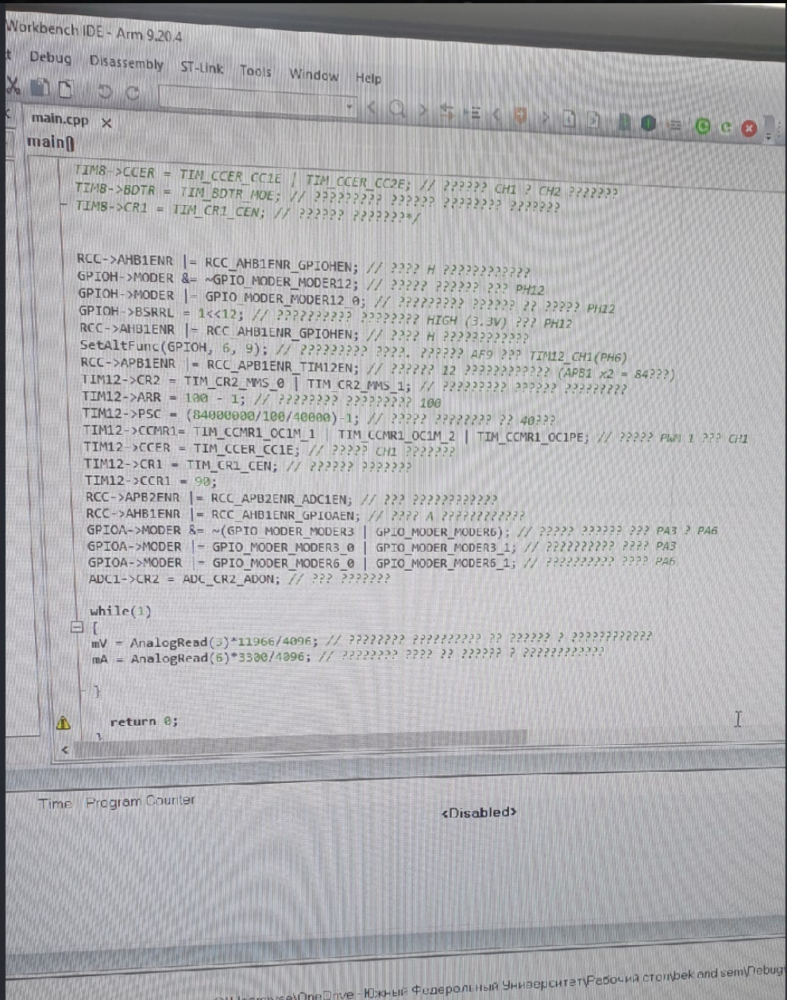 Workbench IDE - Arm 9.20.4
t Debug Disassembly ST-Link Tools Window Help
main.cpp ×
main()
TIM8->CCER = TIM_CCER_CC1E | TIM_CCER_CC2E; // ?????? CH1 ? CH2 ???????
TIM8->BDTR = TIM_BDTR_MOE; // ????????? ?????? ???????? ???????
TIM8->CR1 = TIM_CR1_CEN; // ?????? ???????*/
RCC->AHB1ENR |= RCC_AHB1ENR_GPIOHEN; // ???? H ????????????
GPIOH->MODER &= ~GPIO_MODER_MODER12; // ????? ?????? ??? PH12
GPIOH->MODER |= GPIO_MODER_MODER12_0; // ????????? ?????? ?? ????? PH12
GPIOH->BSRRL = 1<<12; // ?????????? ???????? HIGH (3.3V) ??? PH12
RCC->AHB1ENR |= RCC_AHB1ENR_GPIOHEN; // ???? H ????????????
SetAltFunc(GPIOH, 6, 9); // ????????? ????. ?????? AF9 ??? TIM12_CH1(PH6)
RCC->APB1ENR |= RCC_APB1ENR_TIM12EN; // ?????? 12 ???????????? (APB1 x2 = 84???)
TIM12->CR2 = TIM_CR2_MMS_0 | TIM_CR2_MMS_1; // ????????? ?????? ?????????
TIM12->ARR = 100 - 1; // ???????? ????????? 100
TIM12->PSC = (84000000/100/40000)-1; // ????? ???????? ?? 40???
TIM12->CCMR1= TIM_CCMR1_OC1M_1 | TIM_CCMR1_OC1M_2 | TIM_CCMR1_OC1PE; // ????? PWM 1 ??? CH1
TIM12->CCER = TIM_CCER_CC1E; // ????? CH1 ???????
TIM12->CR1 = TIM_CR1_CEN; // ?????? ???????
TIM12->CCR1 = 90;
RCC->APB2ENR |= RCC_APB2ENR_ADC1EN; // ??? ????????????
RCC->AHB1ENR |= RCC_AHB1ENR_GPIOAEN; // ???? A ????????????
GPIOA->MODER &= ~(GPIO_MODER_MODER3 | GPIO_MODER_MODER6); // ????? ?????? ??? PA3 ? PA6
GPIOA->MODER |= GPIO_MODER_MODER3_0 | GPIO_MODER_MODER3_1; // ?????????? ???? PA3
GPIOA->MODER |= GPIO_MODER_MODER6_0 | GPIO_MODER_MODER6_1; // ?????????? ???? PA6
ADC1->CR2 = ADC_CR2_ADON; // ??? ???????
while(1)
{
mV = AnalogRead(3)*11966/4096; // ???????? ?????????? ?? ?????? ? ????????????
mA = AnalogRead(6)*3300/4096; // ???????? ???? ?? ?????? ? ????????????
}
return 0;
}
Time Program Counter
<Disabled>
\OneDrive - Южный Федеральный Университет\Рабочий стол\bek and sem\Debug\